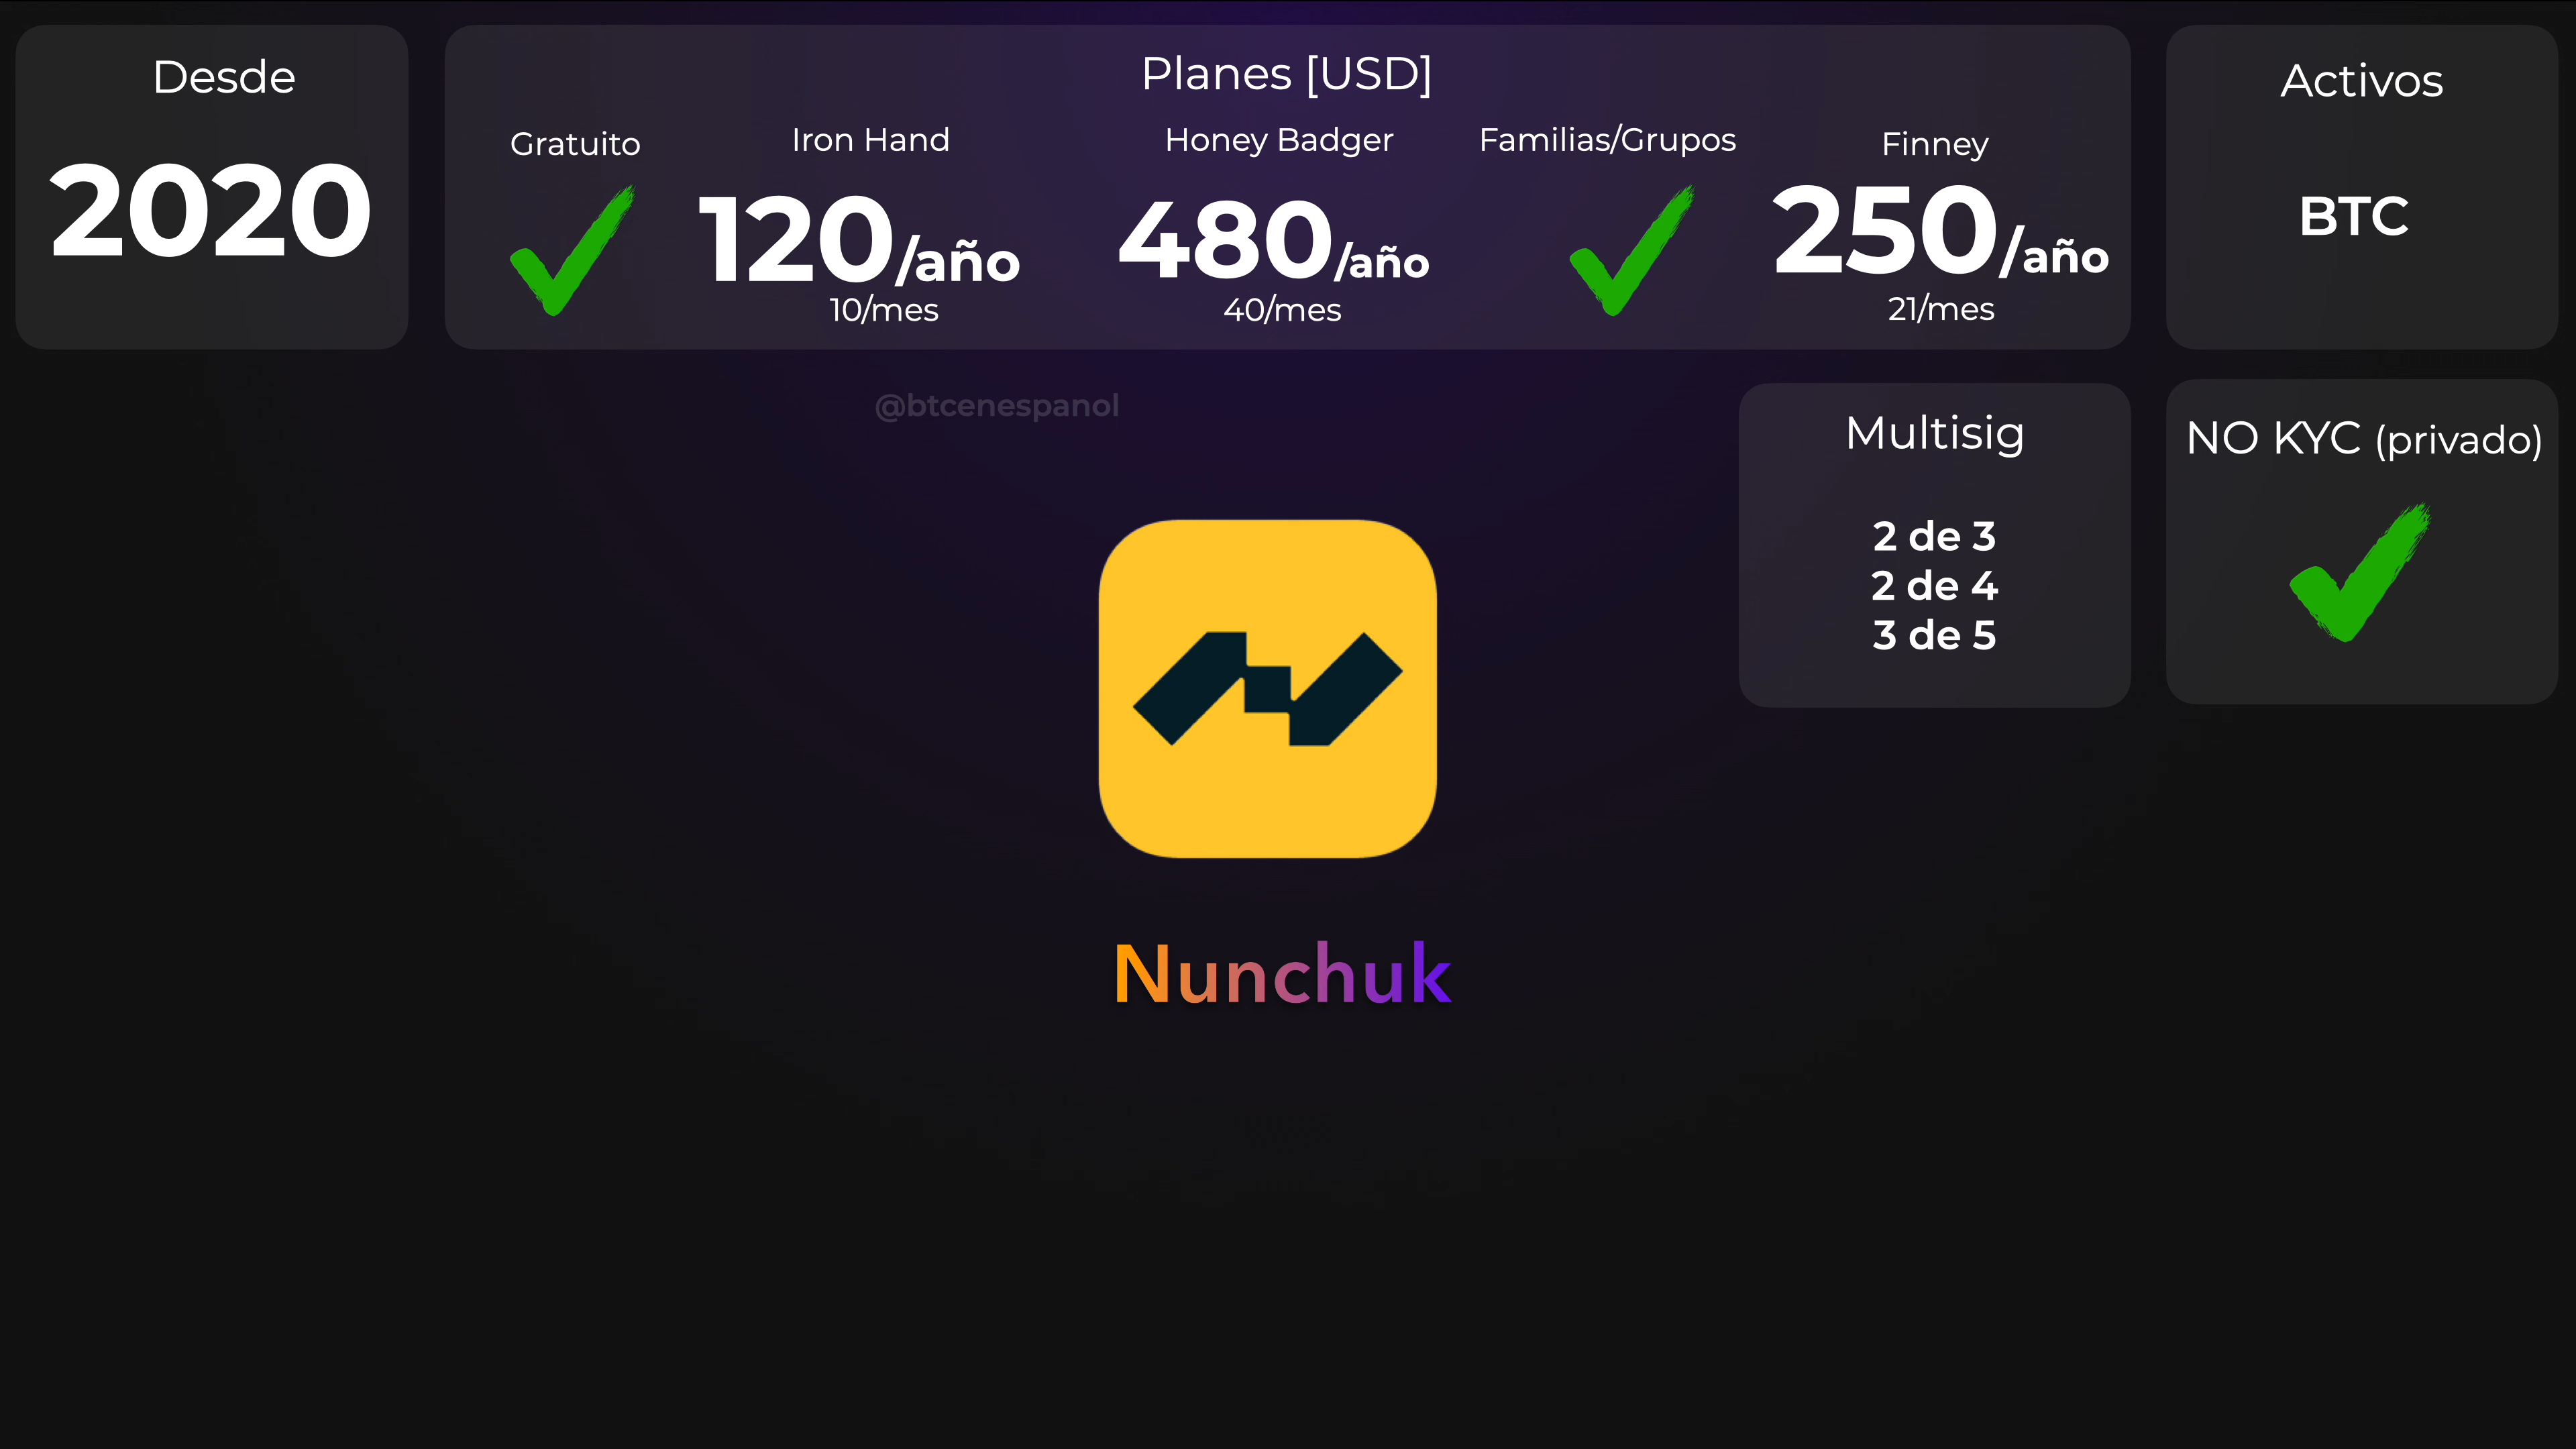 Desde
2020
Planes [USD]
Gratuito
Iron Hand
120/año
10/mes
Honey Badger
480/año
40/mes
Familias/Grupos
Finney
250/año
21/mes
Activos
BTC
@btcenespanol
Multisig
2 de 3
2 de 4
3 de 5
NO KYC (privado)
Nunchuk